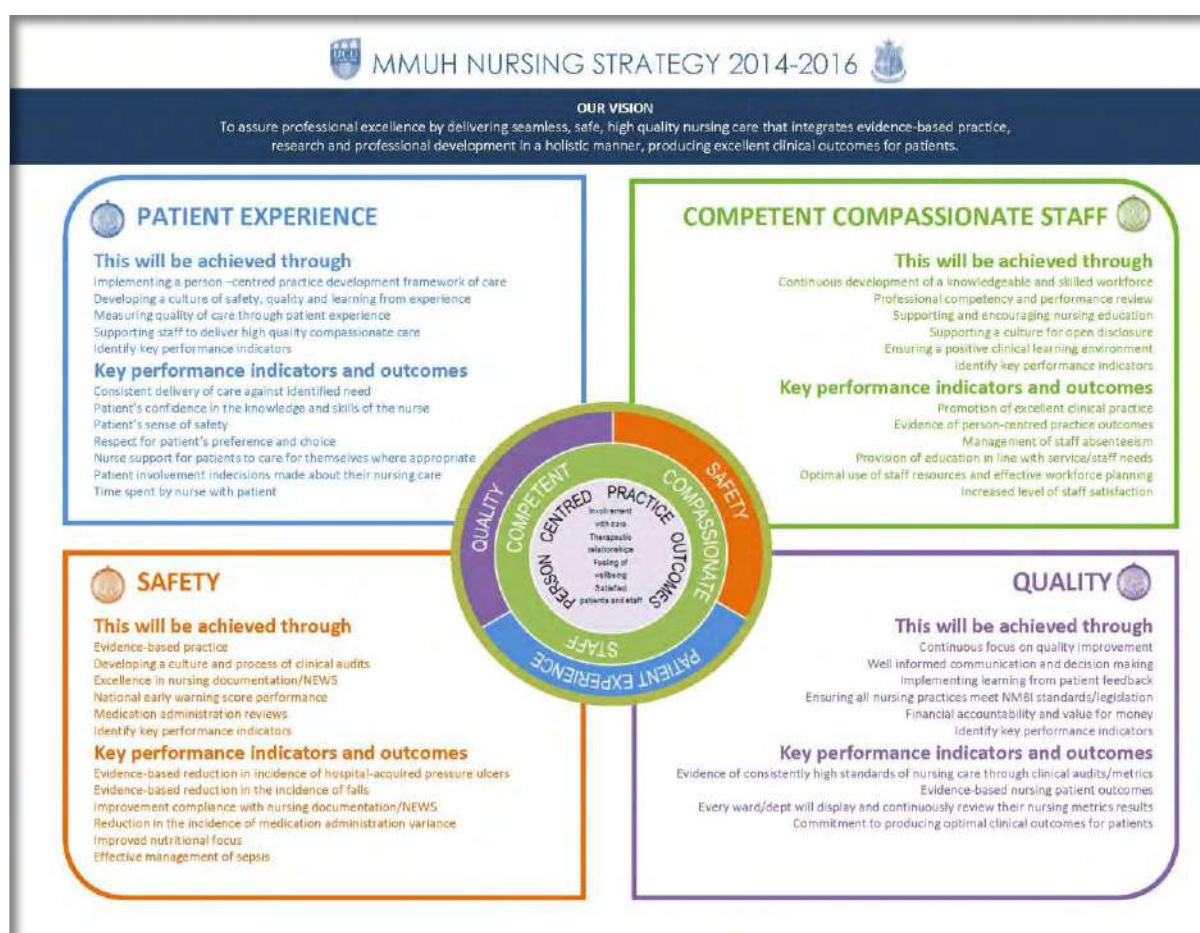 UCD
MMUH NURSING STRATEGY 2014-2016
OUR VISION
To assure professional excellence by delivering seamless, safe, high quality nursing care that integrates evidence-based practice,
research and professional development in a holistic manner, producing excellent clinical outcomes for patients.
PATIENT EXPERIENCE
This will be achieved through
Implementing a person –centred practice development framework of care
Developing a culture of safety, quality and learning from experience
Measuring quality of care through patient experience
Supporting staff to deliver high quality compassionate care
Identify key performance indicators
Key performance indicators and outcomes
Consistent delivery of care against identified need
Patient's confidence in the knowledge and skills of the nurse
Patient's sense of safety
Respect for patient's preference and choice
Nurse support for patients to care for themselves where appropriate
Patient involvement indecisions made about their nursing care
Time spent by nurse with patient
COMPETENT COMPASSIONATE STAFF
This will be achieved through
Continuous development of a knowledgeable and skilled workforce
Professional competency and performance review
Supporting and encouraging nursing education
Supporting a culture for open disclosure
Ensuring a positive clinical learning environment
Identify key performance indicators
Key performance indicators and outcomes
Promotion of excellent clinical practice
Evidence of person-centred practice outcomes
Management of staff absenteeism
Provision of education in line with service/staff needs
Optimal use of staff resources and effective workforce planning
Increased level of staff satisfaction
QUALITY
SAFETY
PATIENT EXPERIENCE
COMPETENT
COMPASSIONATE
STAFF
PERSON CENTRED PRACTICE OUTCOMES
Involvement
with care
Therapeutic
relationships
Feeling of
wellbeing
Satisfied
patients and staff
SAFETY
This will be achieved through
Evidence-based practice
Developing a culture and process of clinical audits
Excellence in nursing documentation/NEWS
National early warning score performance
Medication administration reviews
Identify key performance indicators
Key performance indicators and outcomes
Evidence-based reduction in incidence of hospital-acquired pressure ulcers
Evidence-based reduction in the incidence of falls
Improvement compliance with nursing documentation/NEWS
Reduction in the incidence of medication administration variance
Improved nutritional focus
Effective management of sepsis
QUALITY
This will be achieved through
Continuous focus on quality improvement
Well informed communication and decision making
Implementing learning from patient feedback
Ensuring all nursing practices meet NMBI standards/legislation
Financial accountability and value for money
Identify key performance indicators
Key performance indicators and outcomes
Evidence of consistently high standards of nursing care through clinical audits/metrics
Evidence-based nursing patient outcomes
Every ward/dept will display and continuously review their nursing metrics results
Commitment to producing optimal clinical outcomes for patients